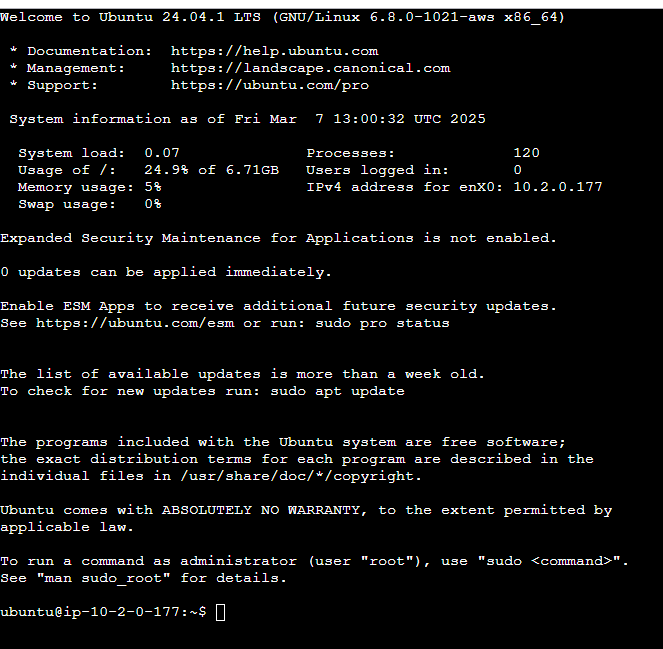 Welcome to Ubuntu 24.04.1 LTS (GNU/Linux 6.8.0-1021-aws x86_64)
* Documentation: https://help.ubuntu.com
* Management: https://landscape.canonical.com
* Support: https://ubuntu.com/pro
System information as of Fri Mar 7 13:00:32 UTC 2025
System load: 0.07 Processes: 120
Usage of /: 24.9% of 6.71GB Users logged in: 0
Memory usage: 5% IPv4 address for enX0: 10.2.0.177
Swap usage: 0%
Expanded Security Maintenance for Applications is not enabled.
0 updates can be applied immediately.
Enable ESM Apps to receive additional future security updates.
See https://ubuntu.com/esm or run: sudo pro status
The list of available updates is more than a week old.
To check for new updates run: sudo apt update
The programs included with the Ubuntu system are free software;
the exact distribution terms for each program are described in the
individual files in /usr/share/doc/*/copyright.
Ubuntu comes with ABSOLUTELY NO WARRANTY, to the extent permitted by
applicable law.
To run a command as administrator (user "root"), use "sudo <command>".
See "man sudo_root" for details.
ubuntu@ip-10-2-0-177:~$